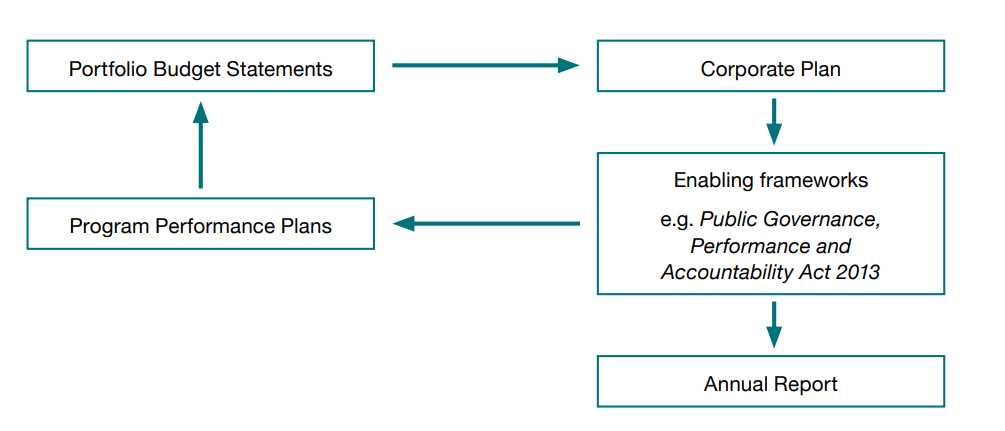 Portfolio Budget Statements
Corporate Plan
Enabling frameworks
e.g. Public Governance,
Performance and
Accountability Act 2013
Program Performance Plans
Annual Report